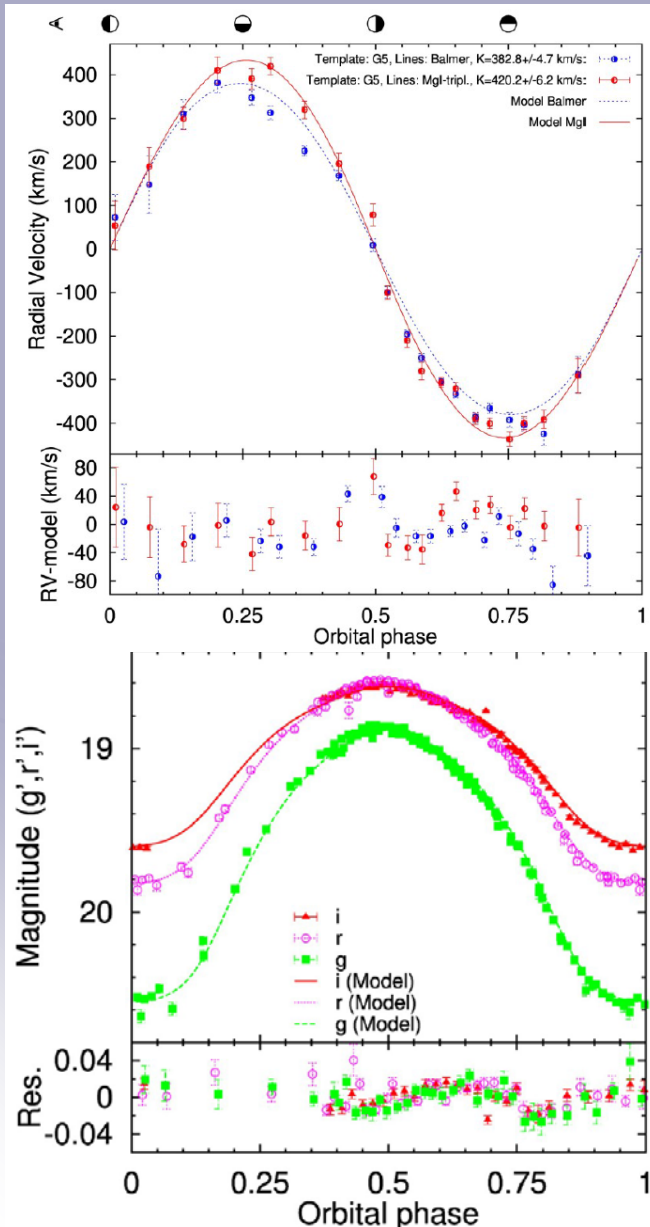 Template: G5, Lines: Balmer, K=382.8+/-4.7 km/s:
Template: G5, Lines: MgI-tripl., K=420.2+/-6.2 km/s:
Model Balmer
Model MgI
Radial Velocity (km/s)
400
300
200
100
0
-100
-200
-300
-400
RV-model (km/s)
80
40
0
-40
-80
0
0.25
0.5
0.75
1
Orbital phase
Magnitude (g',r',i')
19
20
i
r
g
i (Model)
r (Model)
g (Model)
Res.
0.04
0
-0.04
0
0.25
0.5
0.75
1
Orbital phase